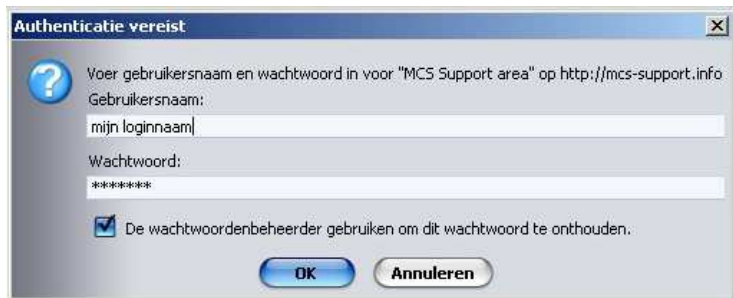 Authenticatie vereist
Voer gebruikersnaam en wachtwoord in voor "MCS Support area" op http://mcs-support.info
Gebruikersnaam:
mijn loginnaam
Wachtwoord:
*******
De wachtwoordenbeheerder gebruiken om dit wachtwoord te onthouden.
OK
Annuleren